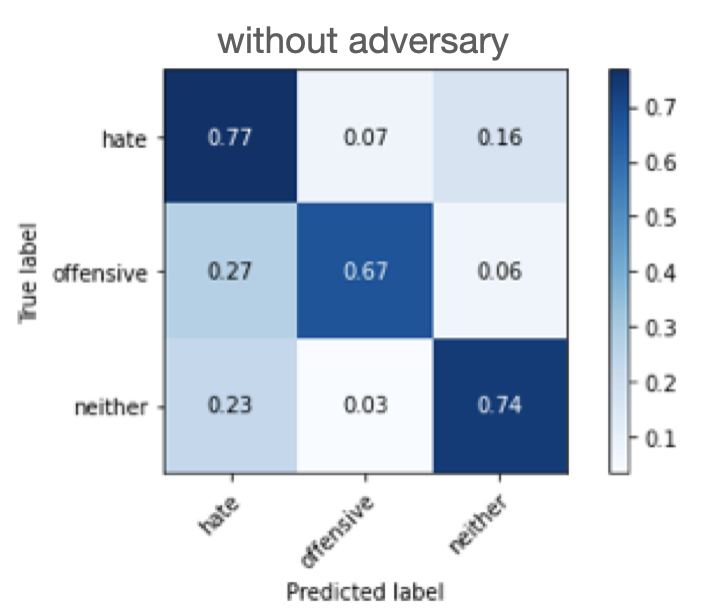 without adversary
hate 0.77 0.07 0.16
offensive 0.27 0.67 0.06
neither 0.23 0.03 0.74
True label
hate offensive neither
Predicted label
0.7
0.6
0.5
0.4
0.3
0.2
0.1